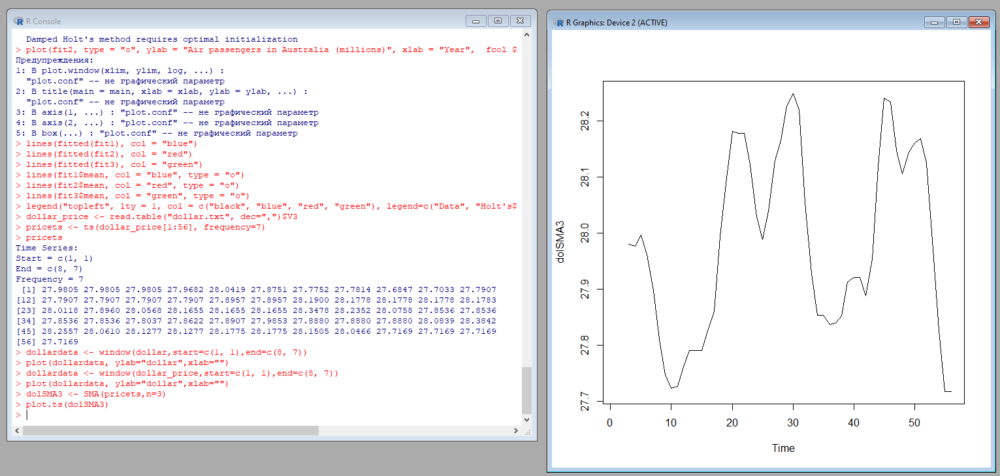 R Console
Damped Holt's method requires optimal initialization
> plot(fit2, type = "o", ylab = "Air passengers in Australia (millions)", xlab = "Year",  fcol $
Предупреждения:
1: В plot.window(xlim, ylim, log, ...) :
"plot.conf" -- не графический параметр
2: В title(main = main, xlab = xlab, ylab = ylab, ...) :
"plot.conf" -- не графический параметр
3: В axis(1, ...) : "plot.conf" -- не графический параметр
4: В axis(2, ...) : "plot.conf" -- не графический параметр
5: В box(...) : "plot.conf" -- не графический параметр
> lines(fitted(fit1), col = "blue")
> lines(fitted(fit2), col = "red")
> lines(fitted(fit3), col = "green")
> lines(fit1$mean, col = "blue", type = "o")
> lines(fit2$mean, col = "red", type = "o")
> lines(fit3$mean, col = "green", type = "o")
> legend("topleft", lty = 1, col = c("black", "blue", "red", "green"), legend=c("Data", "Holt's$
> dollar_price <- read.table("dollar.txt", dec=",")$V3
> pricets <- ts(dollar_price[1:56], frequency=7)
> pricets
Time Series:
Start = c(1, 1)
End = c(8, 7)
Frequency = 7
[1] 27.9805 27.9805 27.9805 27.9682 28.0419 27.8751 27.7752 27.7814 27.6847 27.7033 27.7907
[12] 27.7907 27.7907 27.7907 27.7907 27.8957 27.8957 28.1900 28.1778 28.1778 28.1778 28.1783
[23] 28.0118 27.8960 28.0568 28.1655 28.1655 28.1655 28.3478 28.2352 28.0758 27.8536 27.8536
[34] 27.8536 27.8536 27.8037 27.8622 27.8907 27.9853 27.8880 27.8880 27.8880 28.0839 28.3842
[45] 28.2557 28.0610 28.1277 28.1277 28.1775 28.1775 28.1505 28.0466 27.7169 27.7169 27.7169
[56] 27.7169
> dollardata <- window(dollar,start=c(1, 1),end=c(8, 7))
> plot(dollardata, ylab="dollar",xlab="")
> dollardata <- window(dollar_price,start=c(1, 1),end=c(8, 7))
> plot(dollardata, ylab="dollar",xlab="")
> dolSMA3 <- SMA(pricets,n=3)
> plot.ts(dolSMA3)
>
R Graphics: Device 2 (ACTIVE)
28.2
28.1
28.0
27.9
27.8
27.7
dolSMA3
0 10 20 30 40 50
Time